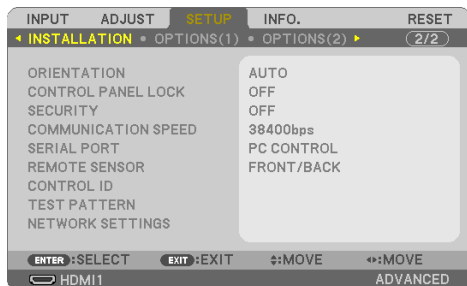 INPUT ADJUST SETUP INFO. RESET
INSTALLATION • OPTIONS(1) • OPTIONS(2) 2/2
ORIENTATION AUTO
CONTROL PANEL LOCK OFF
SECURITY OFF
COMMUNICATION SPEED 38400bps
SERIAL PORT PC CONTROL
REMOTE SENSOR FRONT/BACK
CONTROL ID
TEST PATTERN
NETWORK SETTINGS
ENTER :SELECT EXIT :EXIT :MOVE :MOVE
HDMI1 ADVANCED